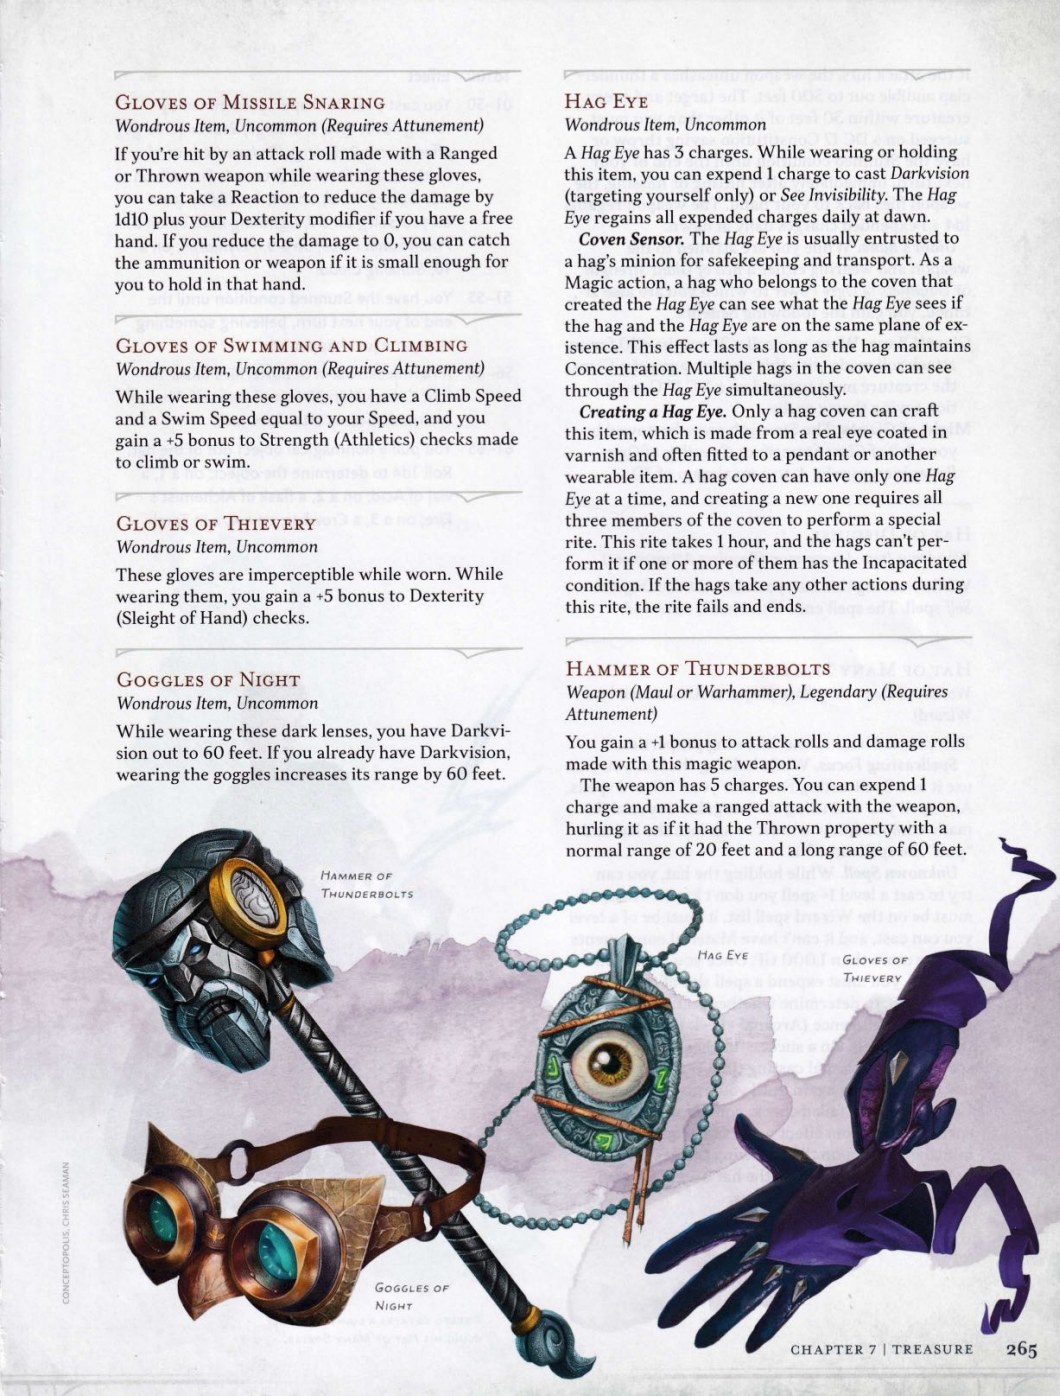 GLOVES OF MISSILE SNARING
Wondrous Item, Uncommon (Requires Attunement)
If you're hit by an attack roll made with a Ranged
or Thrown weapon while wearing these gloves,
you can take a Reaction to reduce the damage by
1d10 plus your Dexterity modifier if you have a free
hand. If you reduce the damage to 0, you can catch
the ammunition or weapon if it is small enough for
you to hold in that hand.
GLOVES OF SWIMMING AND CLIMBING
Wondrous Item, Uncommon (Requires Attunement)
While wearing these gloves, you have a Climb Speed
and a Swim Speed equal to your Speed, and you
gain a +5 bonus to Strength (Athletics) checks made
to climb or swim.
GLOVES OF THIEVERY
Wondrous Item, Uncommon
These gloves are imperceptible while worn. While
wearing them, you gain a +5 bonus to Dexterity
(Sleight of Hand) checks.
GOGGLES OF NIGHT
Wondrous Item, Uncommon
While wearing these dark lenses, you have Darkvi-
sion out to 60 feet. If you already have Darkvision,
wearing the goggles increases its range by 60 feet.
HAG EYE
Wondrous Item, Uncommon
A Hag Eye has 3 charges. While wearing or holding
this item, you can expend 1 charge to cast Darkvision
(targeting yourself only) or See Invisibility. The Hag
Eye regains all expended charges daily at dawn.
Coven Sensor. The Hag Eye is usually entrusted to
a hag's minion for safekeeping and transport. As a
Magic action, a hag who belongs to the coven that
created the Hag Eye can see what the Hag Eye sees if
the hag and the Hag Eye are on the same plane of ex-
istence. This effect lasts as long as the hag maintains
Concentration. Multiple hags in the coven can see
through the Hag Eye simultaneously.
Creating a Hag Eye. Only a hag coven can craft
this item, which is made from a real eye coated in
varnish and often fitted to a pendant or another
wearable item. A hag coven can have only one Hag
Eye at a time, and creating a new one requires all
three members of the coven to perform a special
rite. This rite takes 1 hour, and the hags can't per-
form it if one or more of them has the Incapacitated
condition. If the hags take any other actions during
this rite, the rite fails and ends.
HAMMER OF THUNDERBOLTS
Weapon (Maul or Warhammer), Legendary (Requires
Attunement)
You gain a +1 bonus to attack rolls and damage rolls
made with this magic weapon.
The weapon has 5 charges. You can expend 1
charge and make a ranged attack with the weapon,
hurling it as if it had the Thrown property with a
normal range of 20 feet and a long range of 60 feet.
HAMMER OF
THUNDERBOLTS
HAG EYE
GLOVES OF
THIEVERY
GOGGLES OF
NIGHT
CONCEPTOPOLIS, CHRIS SEAMAN
CHAPTER 7 | TREASURE 265